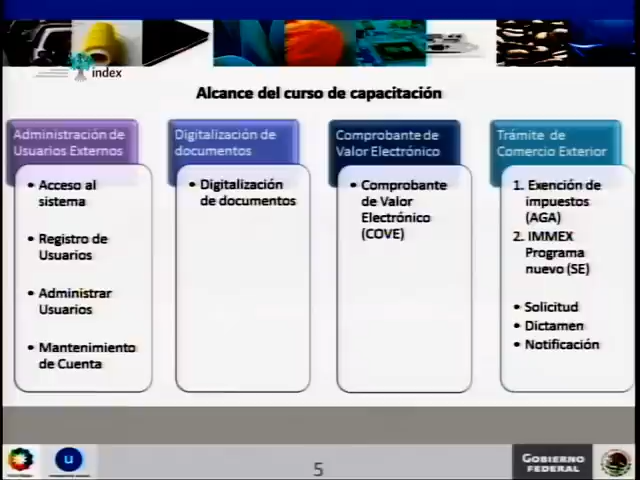 index
Alcance del curso de capacitación
Administración de
Usuarios Externos
• Acceso al
sistema
• Registro de
Usuarios
• Administrar
Usuarios
• Mantenimiento
de Cuenta
Digitalización de
documentos
• Digitalización
de documentos
Comprobante de
Valor Electrónico
• Comprobante
de Valor
Electrónico
(COVE)
Trámite de
Comercio Exterior
1. Exención de
impuestos
(AGA)
2. IMMEX
Programa
nuevo (SE)
• Solicitud
• Dictamen
• Notificación
u
5
GOBIERNO
FEDERAL